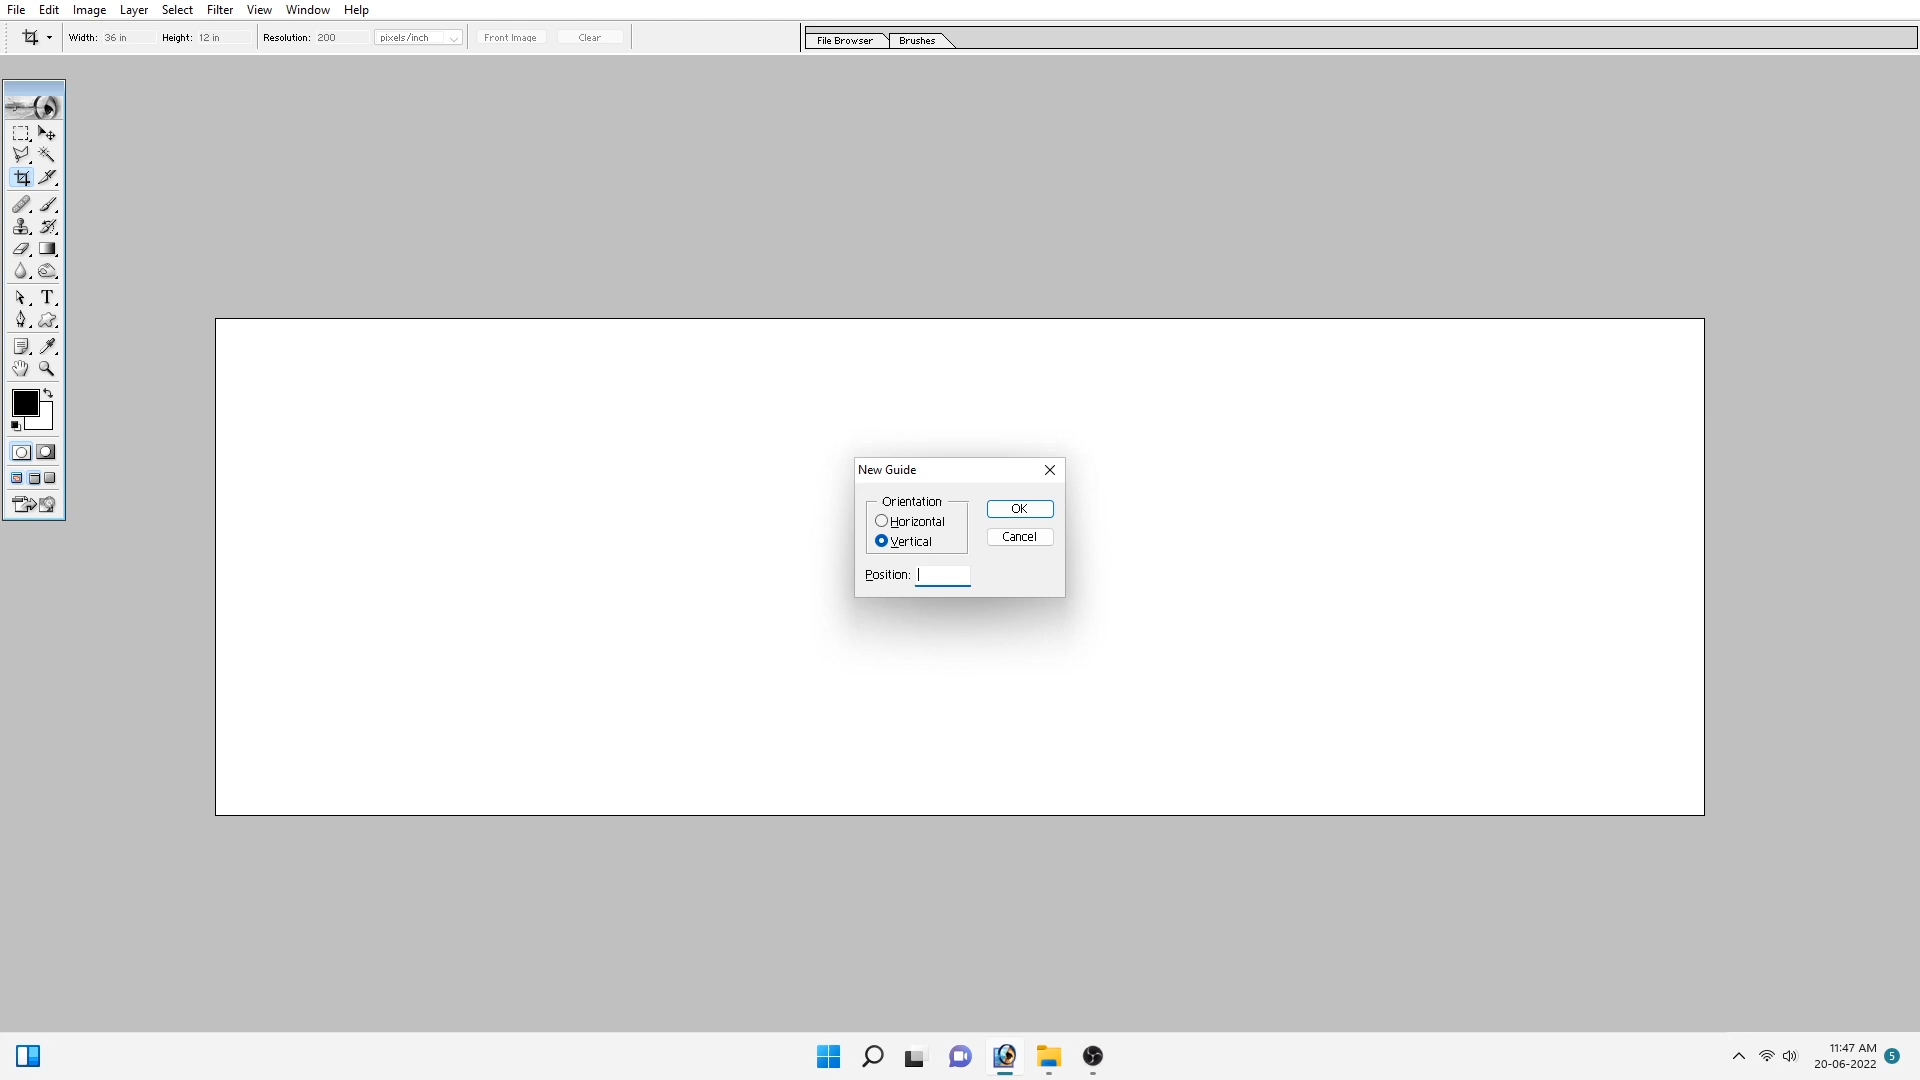 File Edit Image Layer Select Filter View Window Help
Width: 36 in Height: 12 in Resolution: 200 pixels/inch Front Image Clear File Browser Brushes
New Guide
Orientation
OK
Horizontal
Cancel
Vertical
Position:
T
11:47 AM
20-06-2022
5